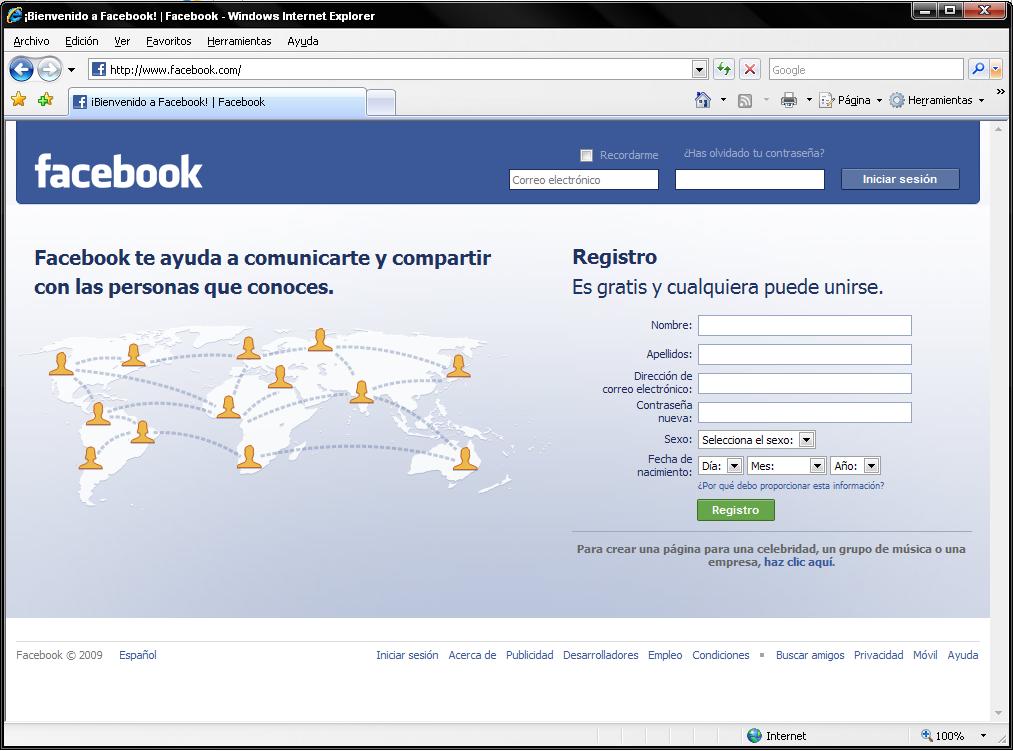 ¡Bienvenido a Facebook! | Facebook - Windows Internet Explorer
Archivo Edición Ver Favoritos Herramientas Ayuda
http://www.facebook.com/ Google
¡Bienvenido a Facebook! | Facebook Página Herramientas »
Recordarme ¿Has olvidado tu contraseña?
facebook
Correo electrónico Iniciar sesión
Facebook te ayuda a comunicarte y compartir
con las personas que conoces.
Registro
Es gratis y cualquiera puede unirse.
Nombre:
Apellidos:
Dirección de
correo electrónico:
Contraseña
nueva:
Sexo: Selecciona el sexo:
Fecha de
nacimiento: Día: Mes: Año:
¿Por qué debo proporcionar esta información?
Registro
Para crear una página para una celebridad, un grupo de música o una
empresa, haz clic aquí.
Facebook © 2009 Español Iniciar sesión Acerca de Publicidad Desarrolladores Empleo Condiciones ▪ Buscar amigos Privacidad Móvil Ayuda
Internet 100%